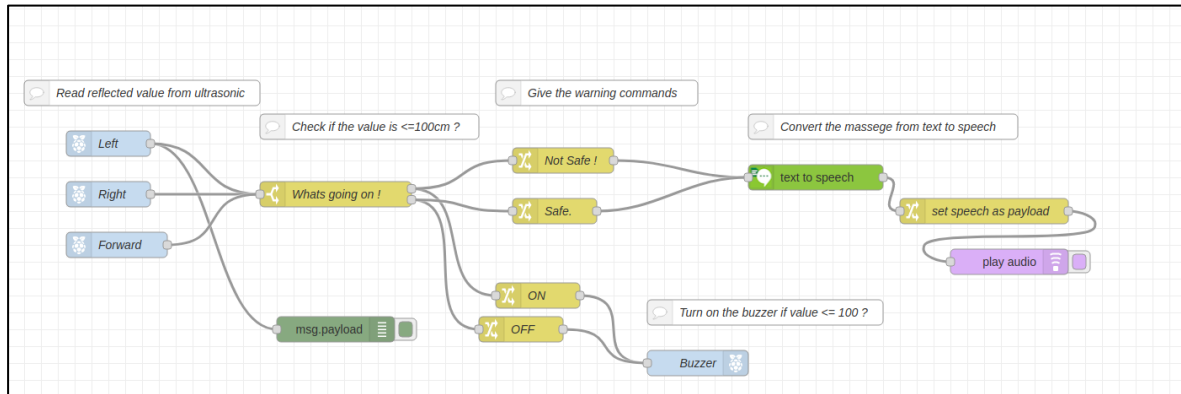 Read reflected value from ultrasonic
Give the warning commands
Check if the value is <=100cm ?
Convert the massege from text to speech
Left
Not Safe !
text to speech
Right
Whats going on !
Safe.
set speech as payload
Forward
play audio
ON
Turn on the buzzer if value <= 100 ?
msg.payload
OFF
Buzzer